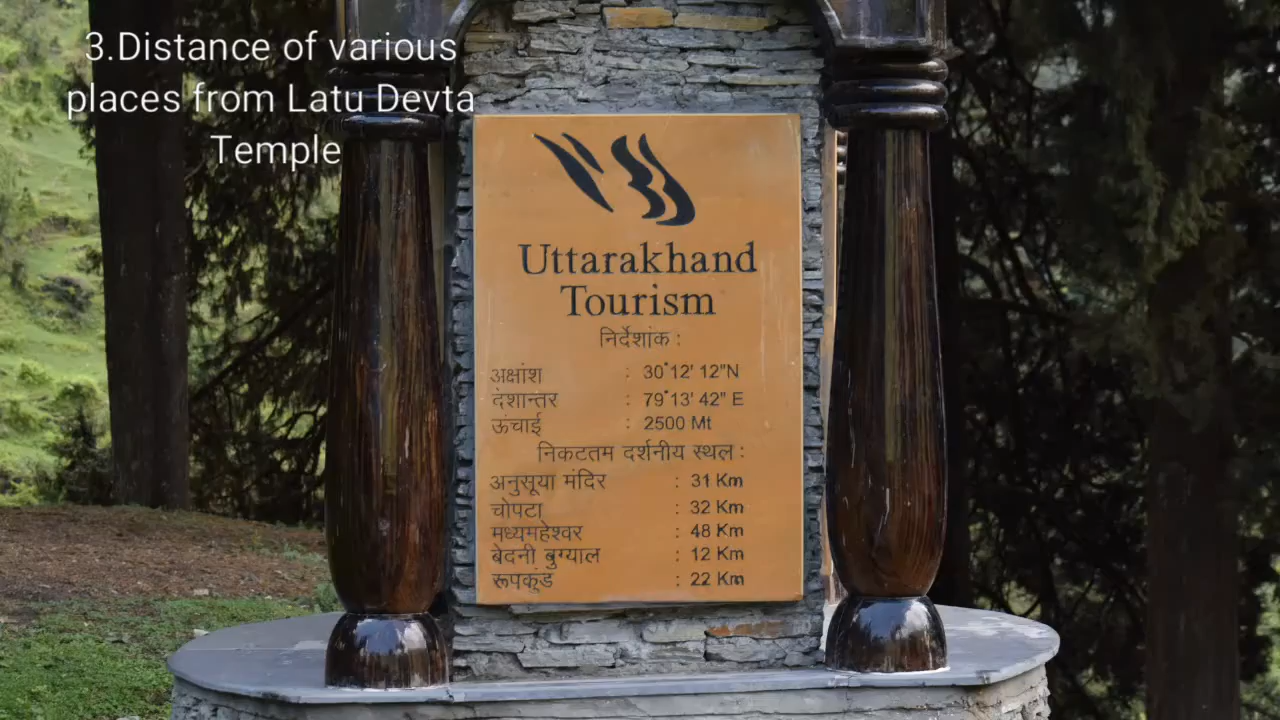 3.Distance of various
places from Latu Devta
Temple
Uttarakhand
Tourism
निर्देशांक :
अक्षांश : 30°12' 12"N
दंशान्तर : 79°13' 42" E
ऊंचाई : 2500 Mt
निकटतम दर्शनीय स्थल :
अनुसूया मंदिर : 31 Km
चोपटा : 32 Km
मध्यमहेश्वर : 48 Km
बेदनी बुग्याल : 12 Km
रूपकुंड : 22 Km